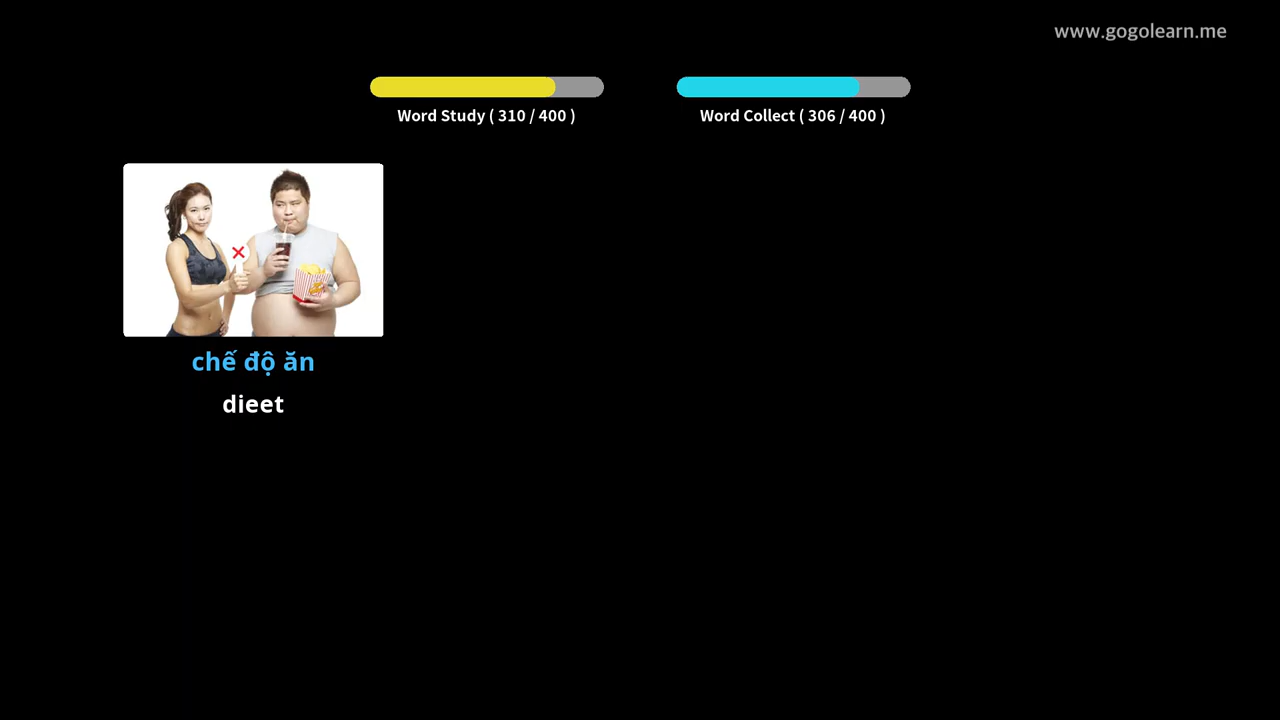 www.gogolearn.me
Word Study ( 310 / 400 )
Word Collect ( 306 / 400 )
chế độ ăn
dieet